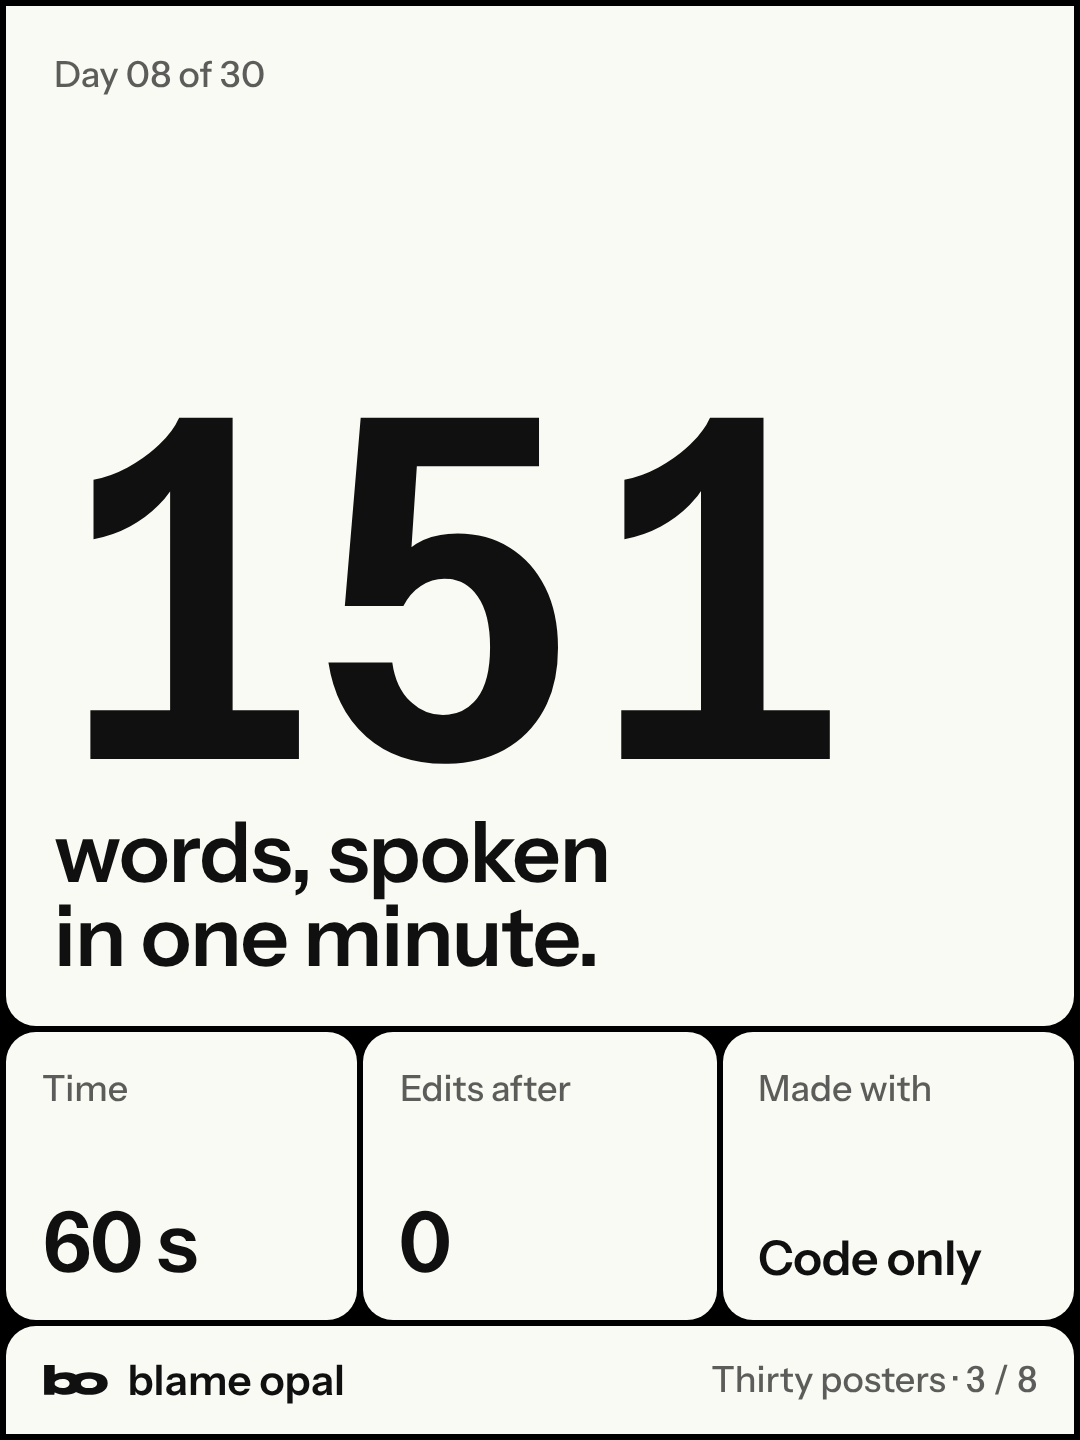 Day 08 of 30
151
words, spoken
in one minute.
Time
60 s
Edits after
0
Made with
Code only
bo blame opal
Thirty posters · 3 / 8